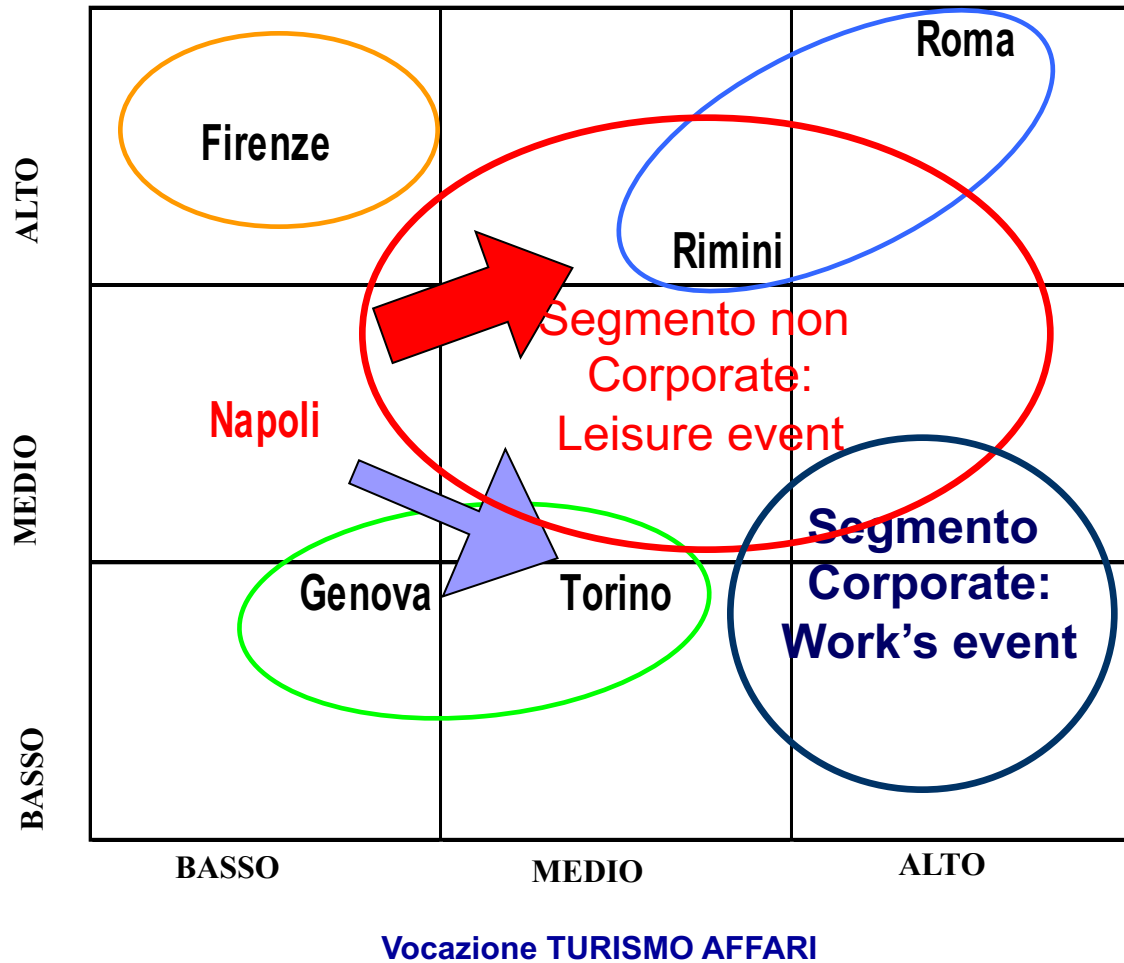 Roma
Firenze
ALTO
Rimini
Segmento non
Corporate:
Leisure event
Napoli
MEDIO
Segmento
Corporate:
Work's event
Genova
Torino
BASSO
BASSO
MEDIO
ALTO
Vocazione TURISMO AFFARI